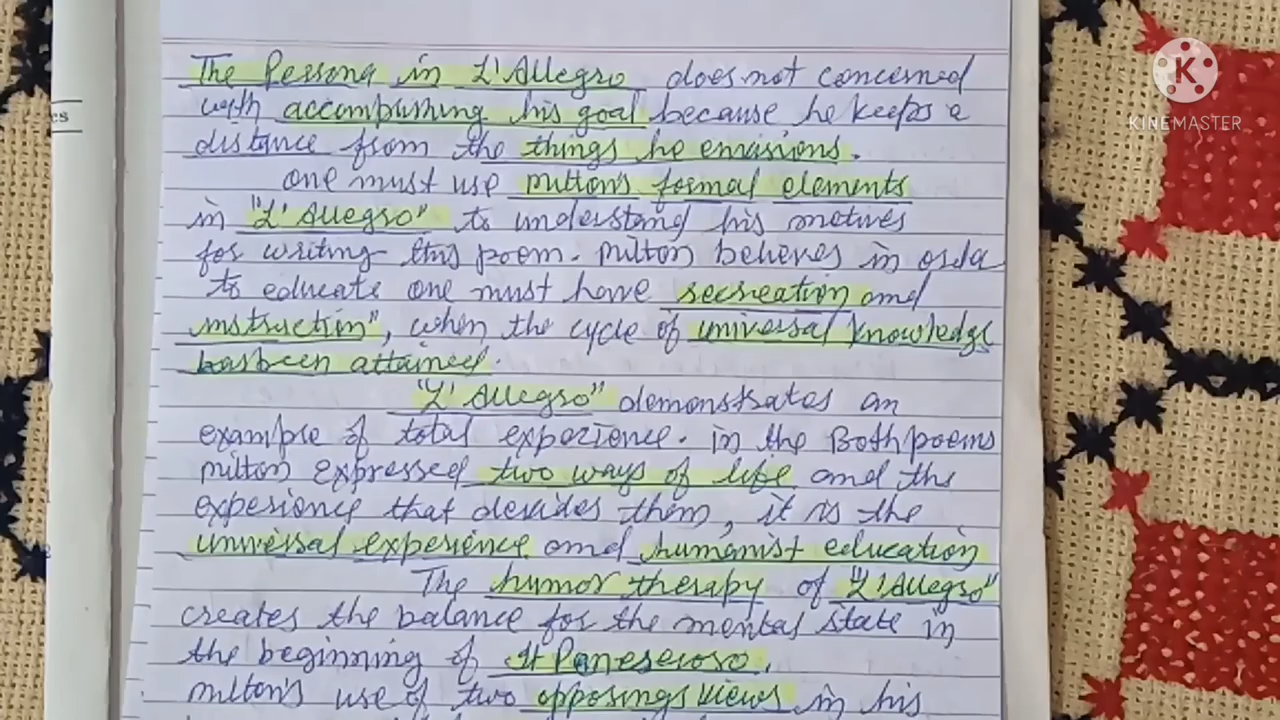 The Persona in L'Allegro does not concerned
with accomplishing his goal because he keeps a
distance from the things he envisions.
one must use milton's formal elements
in "L'Allegro" to understang his motives
for writing this poem. milton believes in order
to educate one must have recreation and
instruction", when the cycle of universal knowledge
has been attained.
"L'Allegro" demonstrates an
example of total experience. in the Both poems
milton expressed two ways of life and the
experience that decides them, it is the
universal experience and humanist education
The humor therapy of "L'Allegro"
creates the balance for the mental state in
the beginning of Il Paneseroso.
milton's use of two opposings views in his
es
K
KINEMASTER